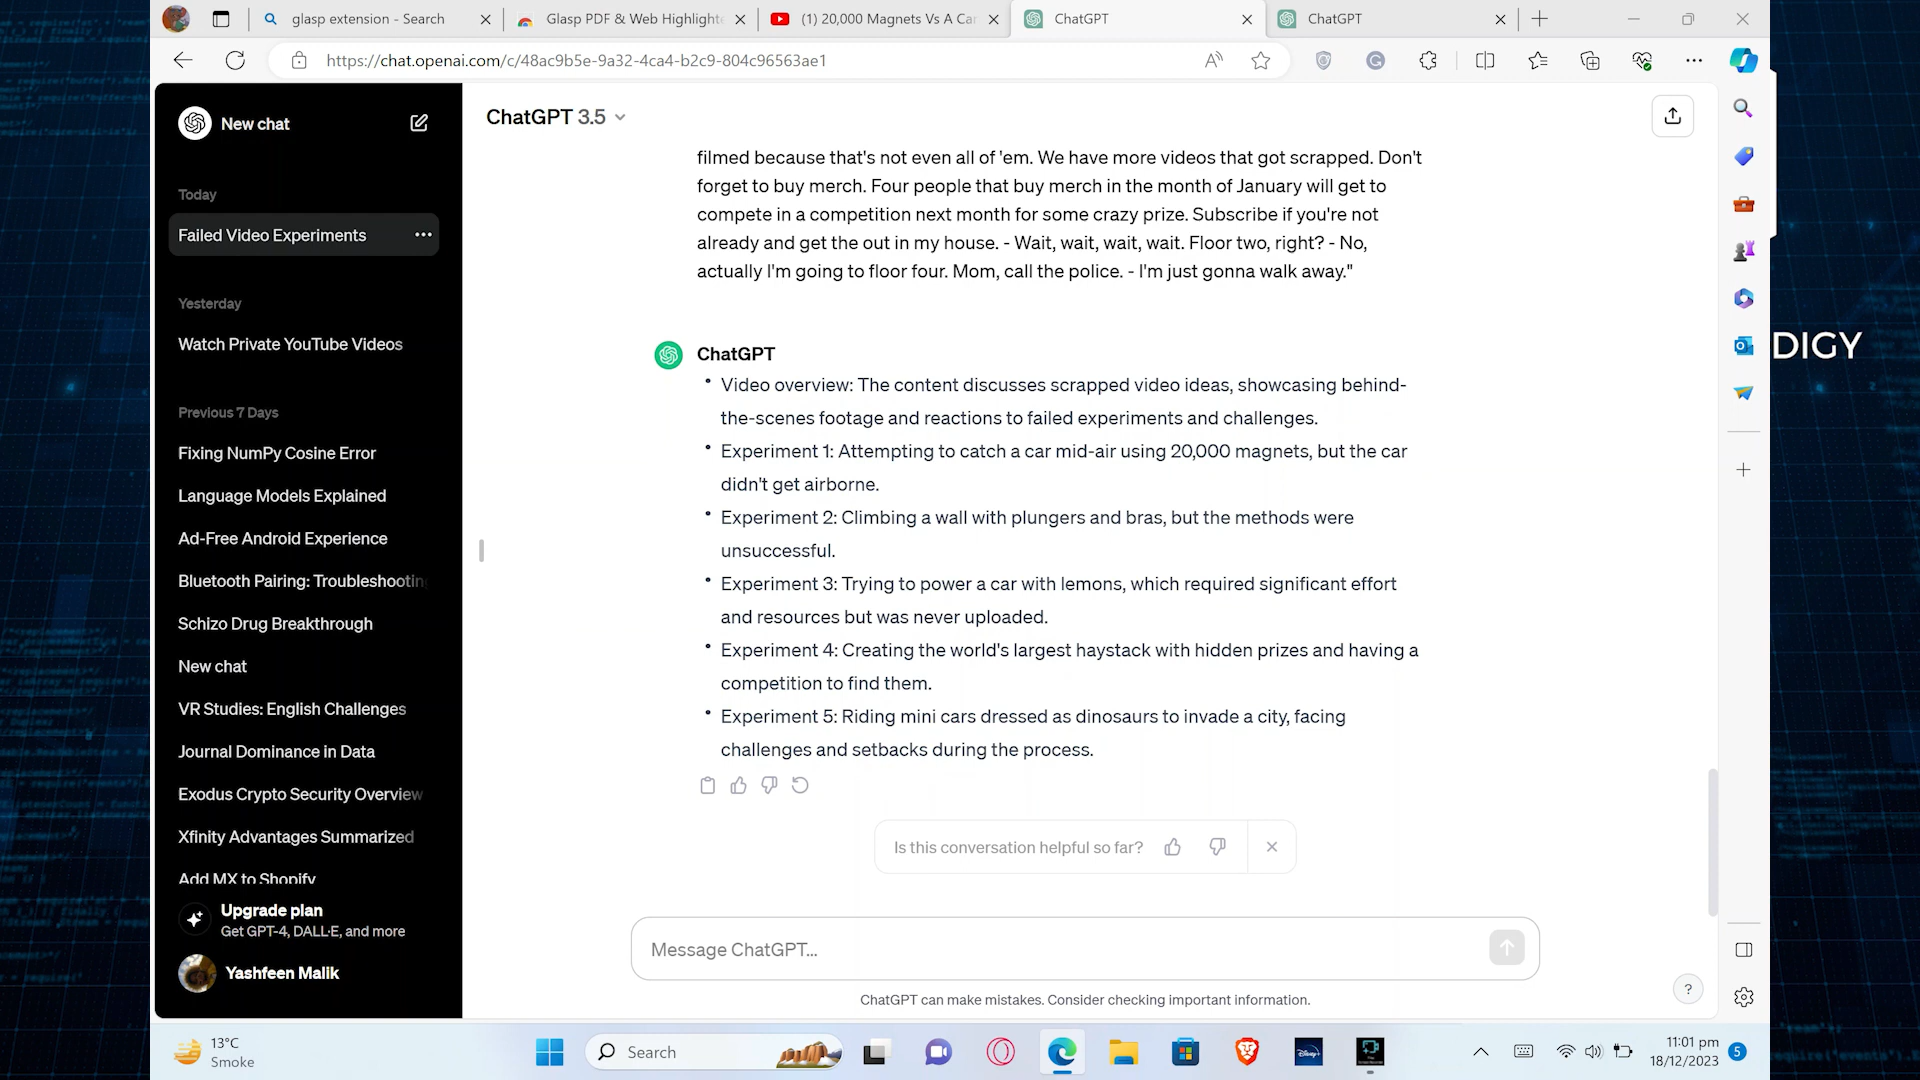 glasp extension - Search
Glasp PDF & Web Highlighte
(1) 20,000 Magnets Vs A Car
ChatGPT
ChatGPT
https://chat.openai.com/c/48ac9b5e-9a32-4ca4-b2c9-804c96563ae1
New chat
Today
Failed Video Experiments
Yesterday
Watch Private YouTube Videos
Previous 7 Days
Fixing NumPy Cosine Error
Language Models Explained
Ad-Free Android Experience
Bluetooth Pairing: Troubleshooting
Schizo Drug Breakthrough
New chat
VR Studies: English Challenges
Journal Dominance in Data
Exodus Crypto Security Overview
Xfinity Advantages Summarized
Add MX to Shopify
Upgrade plan
Get GPT-4, DALL·E, and more
Yashfeen Malik
ChatGPT 3.5
filmed because that's not even all of 'em. We have more videos that got scrapped. Don't
forget to buy merch. Four people that buy merch in the month of January will get to
compete in a competition next month for some crazy prize. Subscribe if you're not
already and get the out in my house. - Wait, wait, wait, wait. Floor two, right? - No,
actually I'm going to floor four. Mom, call the police. - I'm just gonna walk away."
ChatGPT
• Video overview: The content discusses scrapped video ideas, showcasing behind-
the-scenes footage and reactions to failed experiments and challenges.
• Experiment 1: Attempting to catch a car mid-air using 20,000 magnets, but the car
didn't get airborne.
• Experiment 2: Climbing a wall with plungers and bras, but the methods were
unsuccessful.
• Experiment 3: Trying to power a car with lemons, which required significant effort
and resources but was never uploaded.
• Experiment 4: Creating the world's largest haystack with hidden prizes and having a
competition to find them.
• Experiment 5: Riding mini cars dressed as dinosaurs to invade a city, facing
challenges and setbacks during the process.
Is this conversation helpful so far?
Message ChatGPT...
ChatGPT can make mistakes. Consider checking important information.
?
DIGY
13°C
Smoke
Search
11:01 pm
18/12/2023
5